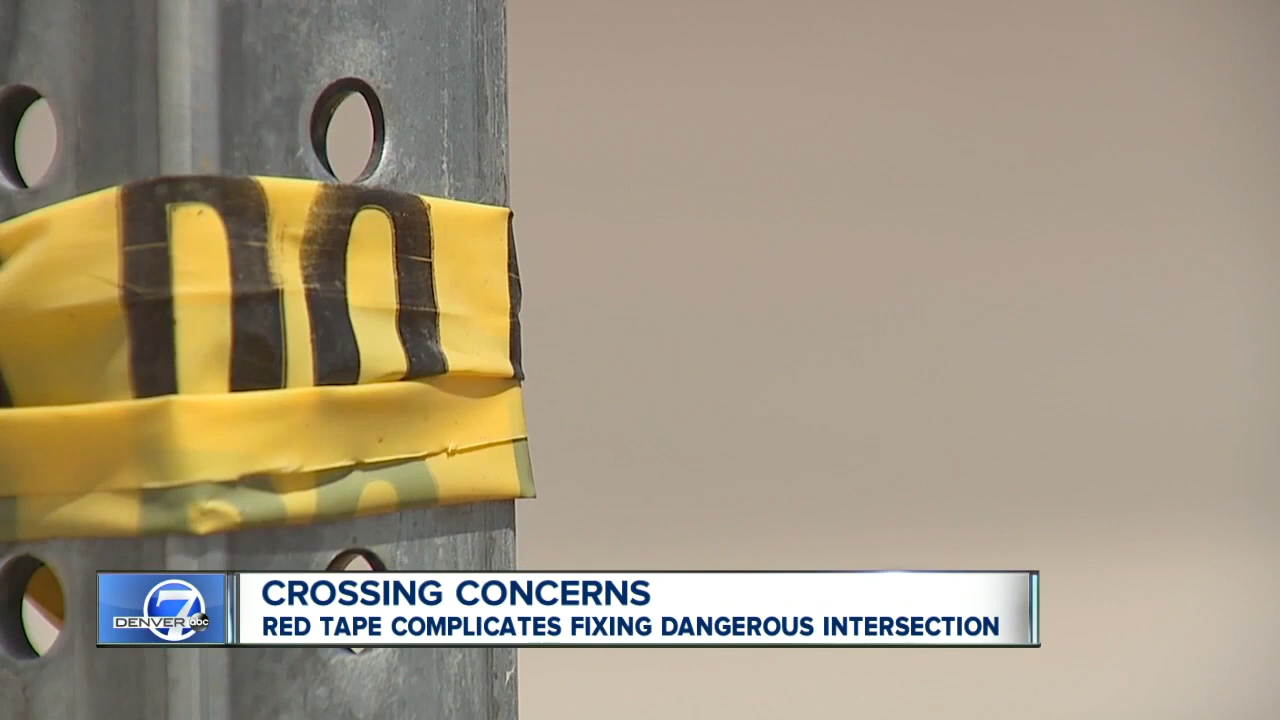 CROSSING CONCERNS
7
DENVER abc
RED TAPE COMPLICATES FIXING DANGEROUS INTERSECTION